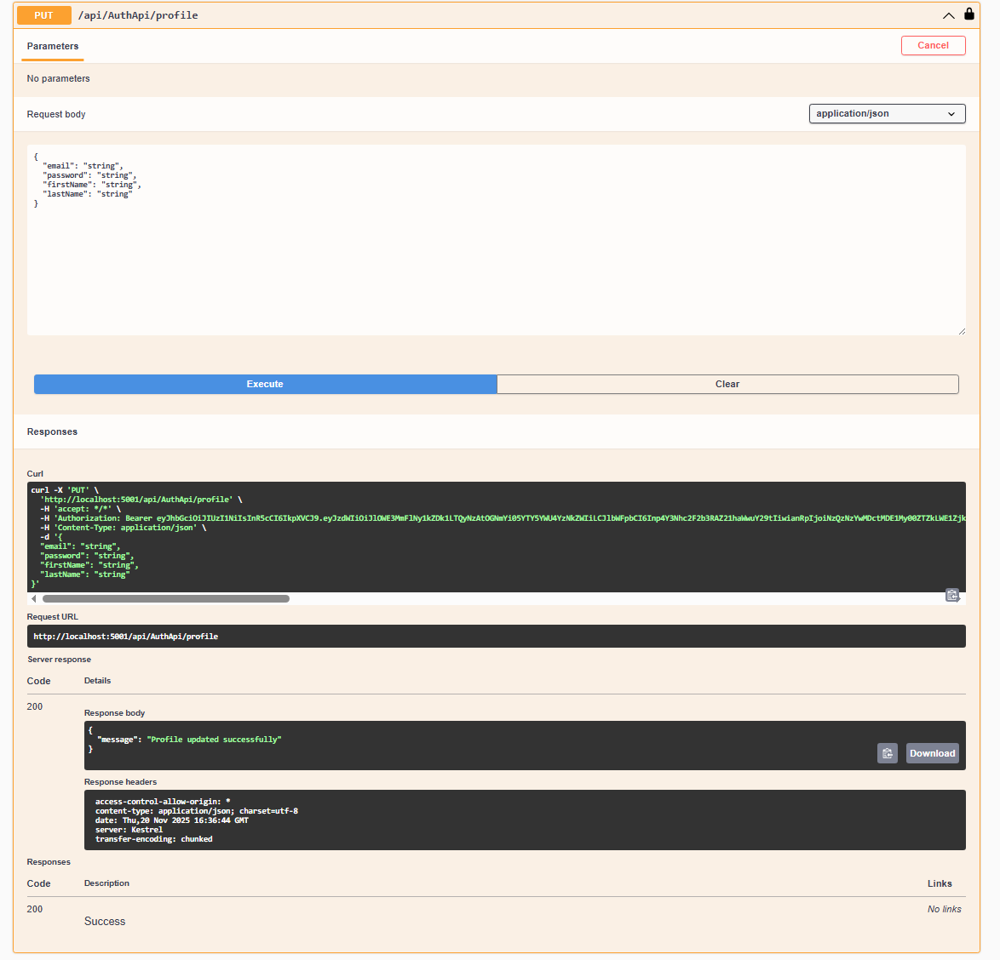 PUT /api/AuthApi/profile
Parameters
Cancel
No parameters
Request body
application/json
{
  "email": "string",
  "password": "string",
  "firstName": "string",
  "lastName": "string"
}
Execute
Clear
Responses
Curl
curl -X 'PUT' \
  'http://localhost:5001/api/AuthApi/profile' \
  -H 'accept: */*' \
  -H 'Authorization: Bearer
  -H 'Content-Type: application/json' \
  -d '{
  "email": "string",
  "password": "string",
  "firstName": "string",
  "lastName": "string"
}'
Request URL
http://localhost:5001/api/AuthApi/profile
Server response
Code Details
200
Response body
{
  "message": "Profile updated successfully"
}
Download
Response headers
access-control-allow-origin: *
content-type: application/json; charset=utf-8
date: Thu,20 Nov 2025 16:36:44 GMT
server: Kestrel
transfer-encoding: chunked
Responses
Code Description Links
200 No links
Success